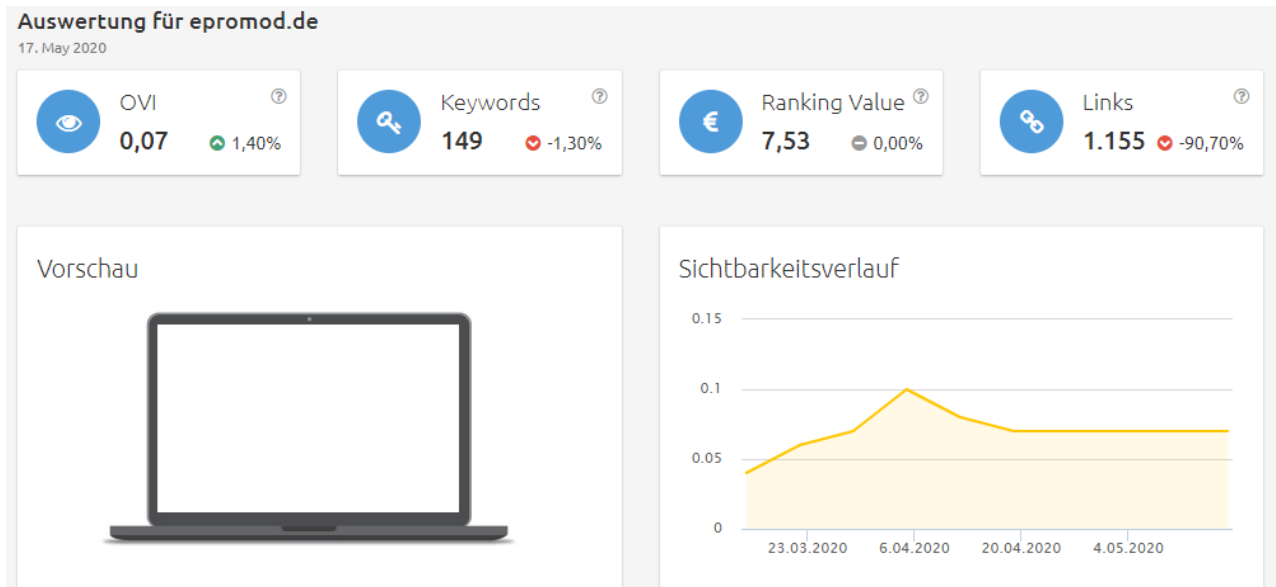 Auswertung für epromod.de
17. May 2020
OVI
0,07 1,40%
Keywords
149 -1,30%
Ranking Value
7,53 0,00%
Links
1.155 -90,70%
Vorschau
Sichtbarkeitsverlauf
0.15
0.1
0.05
0
23.03.2020 6.04.2020 20.04.2020 4.05.2020